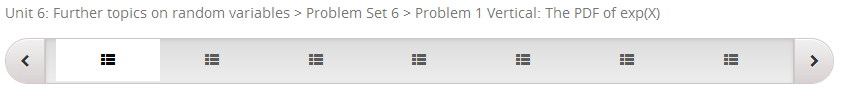 Unit 6: Further topics on random variables > Problem Set 6 > Problem 1 Vertical: The PDF of exp(X)